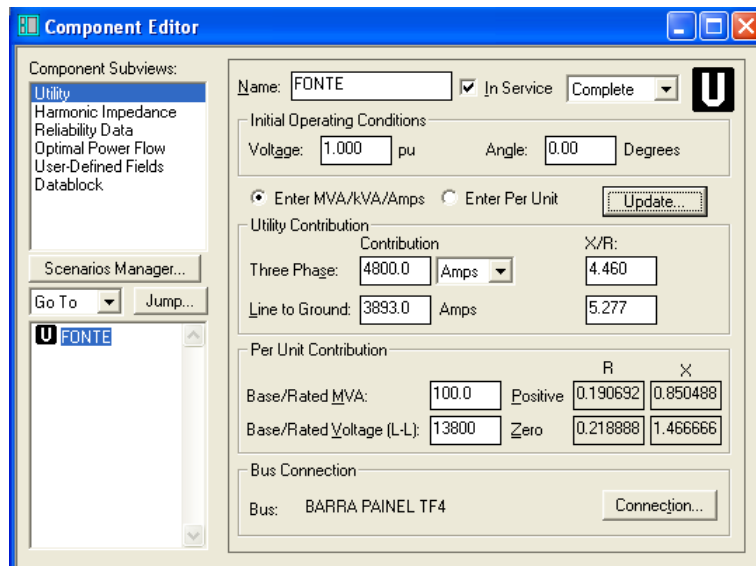 Component Editor
Component Subviews:
Utility
Harmonic Impedance
Reliability Data
Optimal Power Flow
User-Defined Fields
Datablock
Scenarios Manager...
Go To
Jump...
U FONTE
Name: FONTE In Service Complete U
Initial Operating Conditions
Voltage: 1.000 pu Angle: 0.00 Degrees
Enter MVA/kVA/Amps Enter Per Unit Update...
Utility Contribution
Contribution X/R:
Three Phase: 4800.0 Amps 4.460
Line to Ground: 3893.0 Amps 5.277
Per Unit Contribution
R X
Base/Rated MVA: 100.0 Positive 0.190692 0.850488
Base/Rated Voltage (L-L): 13800 Zero 0.218888 1.466666
Bus Connection
Bus: BARRA PAINEL TF4 Connection...